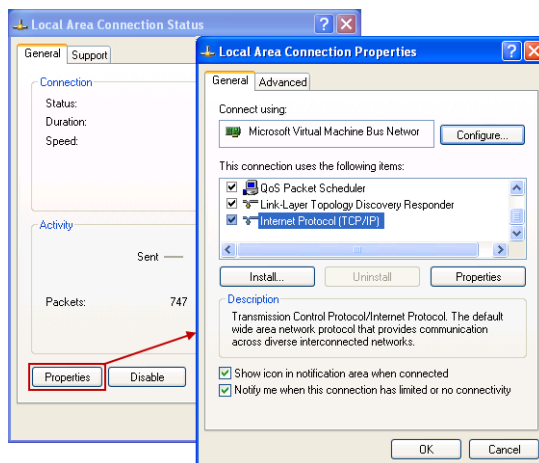 Local Area Connection Status
General Support
Connection
Status:
Duration:
Speed:
Activity
Sent
Packets: 747
Properties Disable
Local Area Connection Properties
General Advanced
Connect using:
Microsoft Virtual Machine Bus Networ
Configure...
This connection uses the following items:
QoS Packet Scheduler
Link-Layer Topology Discovery Responder
Internet Protocol (TCP/IP)
Install... Uninstall Properties
Description
Transmission Control Protocol/Internet Protocol. The default
wide area network protocol that provides communication
across diverse interconnected networks.
Show icon in notification area when connected
Notify me when this connection has limited or no connectivity
OK Cancel